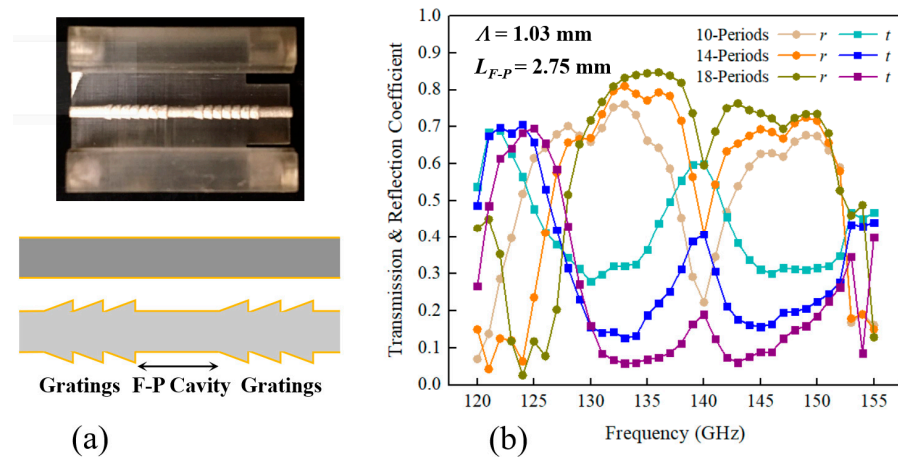 Gratings F-P Cavity Gratings
(a)
Λ = 1.03 mm
L_F-P = 2.75 mm
10-Periods r t
14-Periods r t
18-Periods r t
Transmission & Reflection Coefficient
1.0
0.9
0.8
0.7
0.6
0.5
0.4
0.3
0.2
0.1
0.0
120 125 130 135 140 145 150 155
Frequency (GHz)
(b)